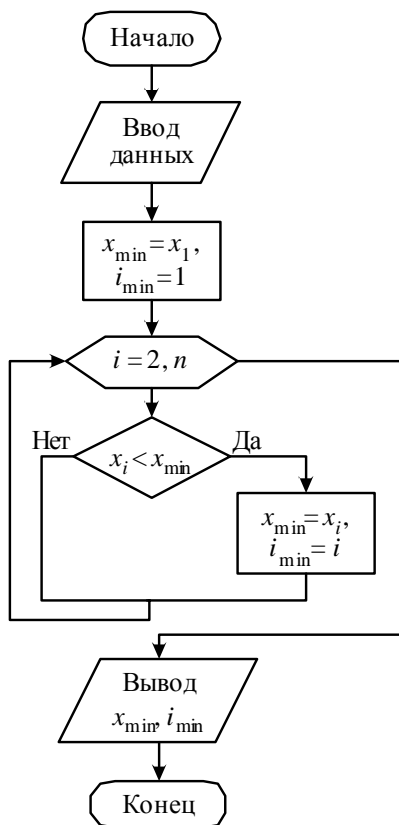 Начало
Ввод
данных
x_min = x_1,
i_min = 1
i = 2, n
Нет
Да
x_i < x_min
x_min = x_i,
i_min = i
Вывод
x_min, i_min
Конец